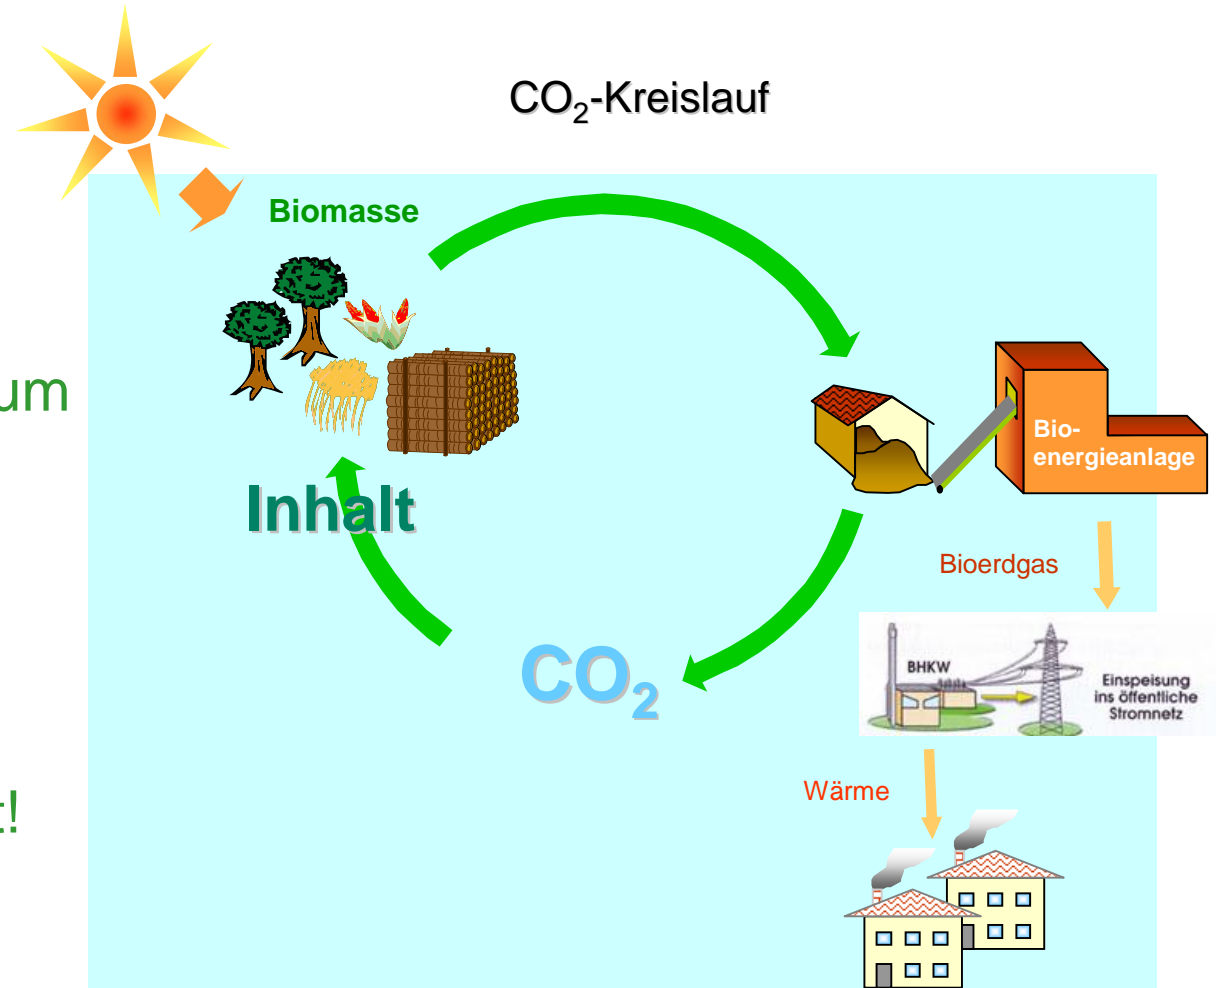 CO₂-Kreislauf
Biomasse
um
Bio-
energieanlage
Inhalt
Bioerdgas
BHKW
Einspeisung
ins öffentliche
Stromnetz
CO₂
Wärme
t!